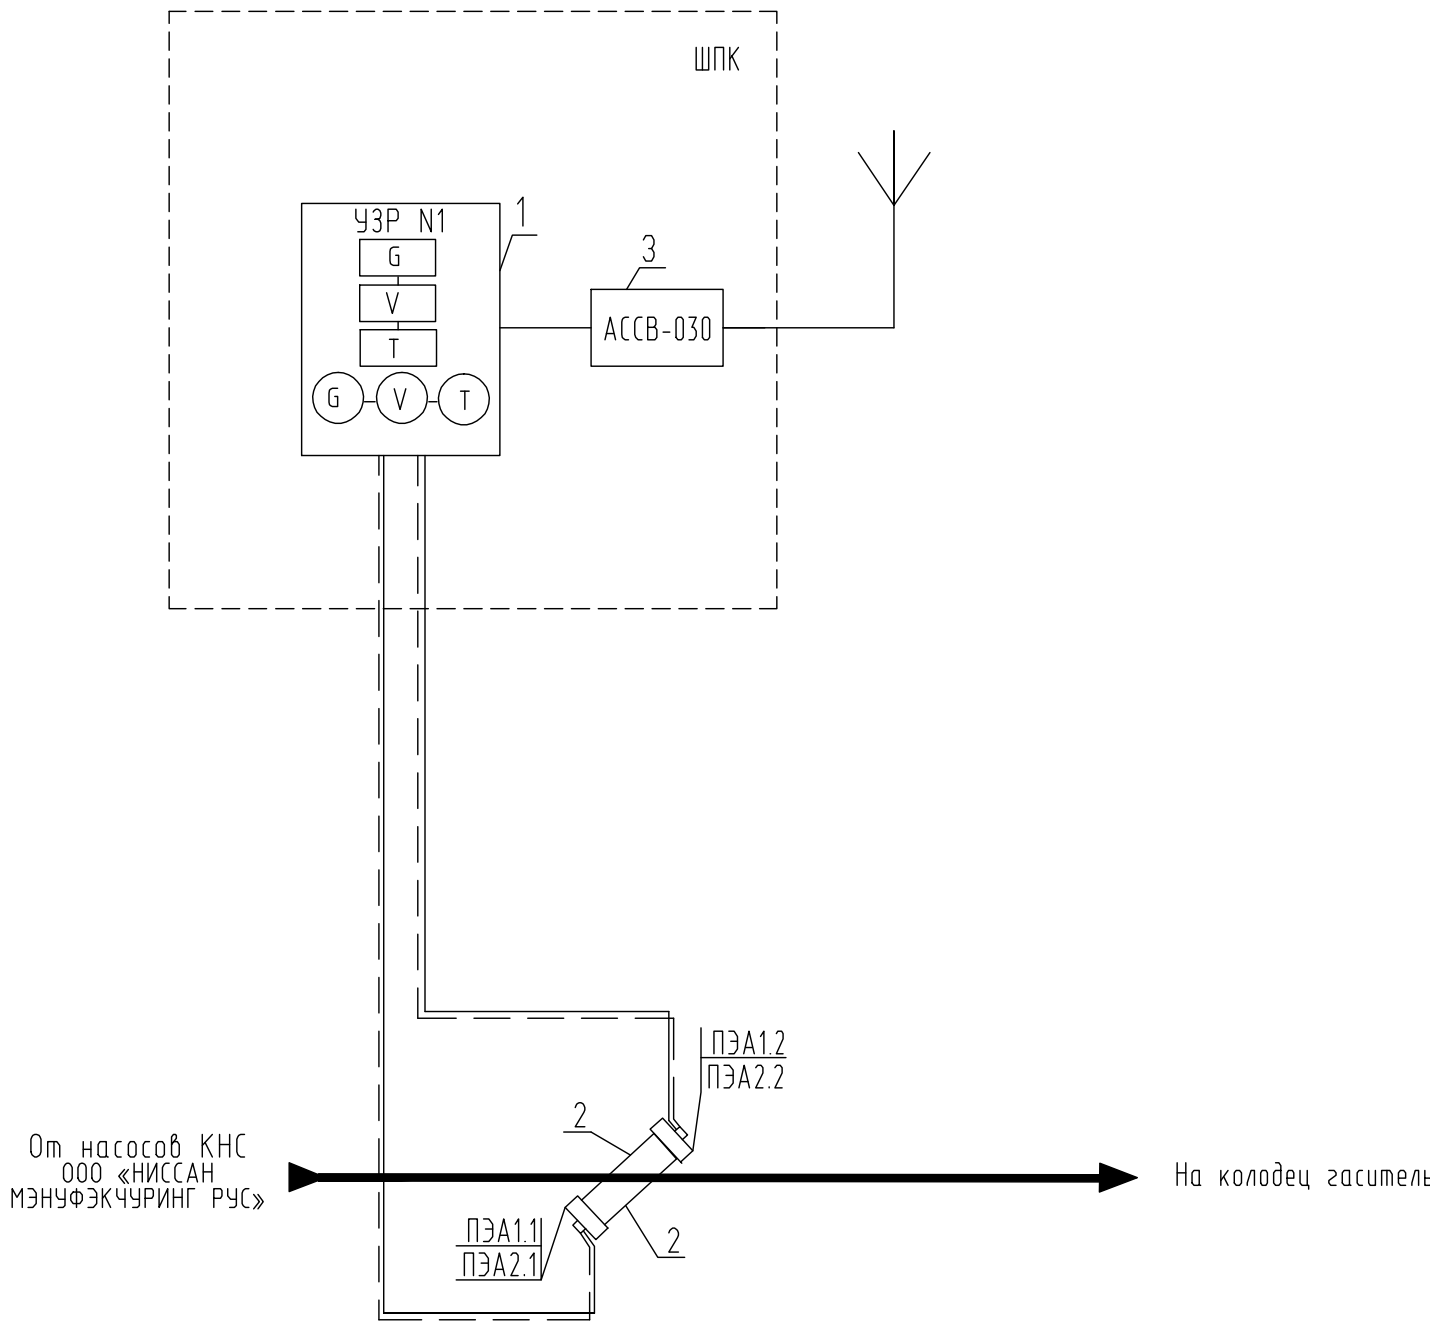 ШПК
УЗР N1
1
G
V
T
G
V
T
3
АССВ-030
ПЭА1.2
ПЭА2.2
2
От насосов КНС
ООО «НИССАН
МЭНУФЭКЧУРИНГ РУС»
На колодец гаситель
ПЭА1.1
ПЭА2.1
2